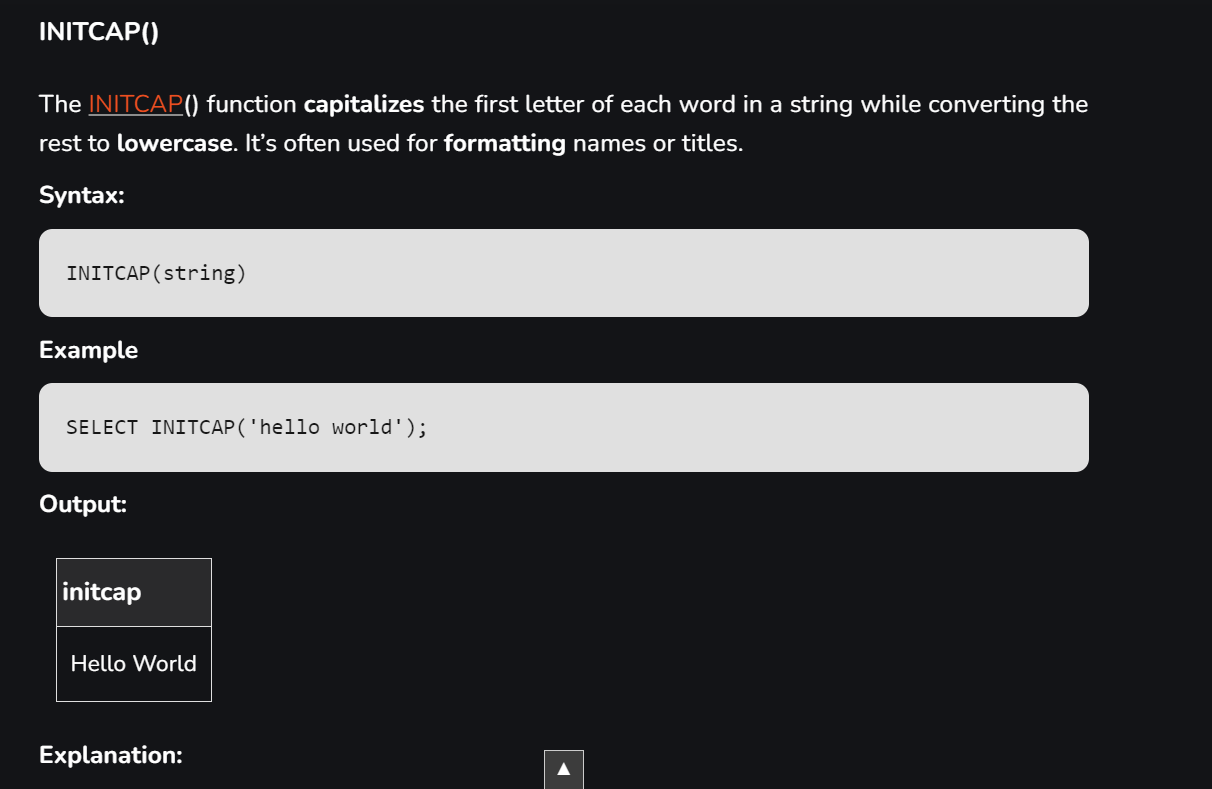 INITCAP()
The INITCAP() function capitalizes the first letter of each word in a string while converting the
rest to lowercase. It’s often used for formatting names or titles.
Syntax:
INITCAP(string)
Example
SELECT INITCAP('hello world');
Output:
initcap
Hello World
Explanation: